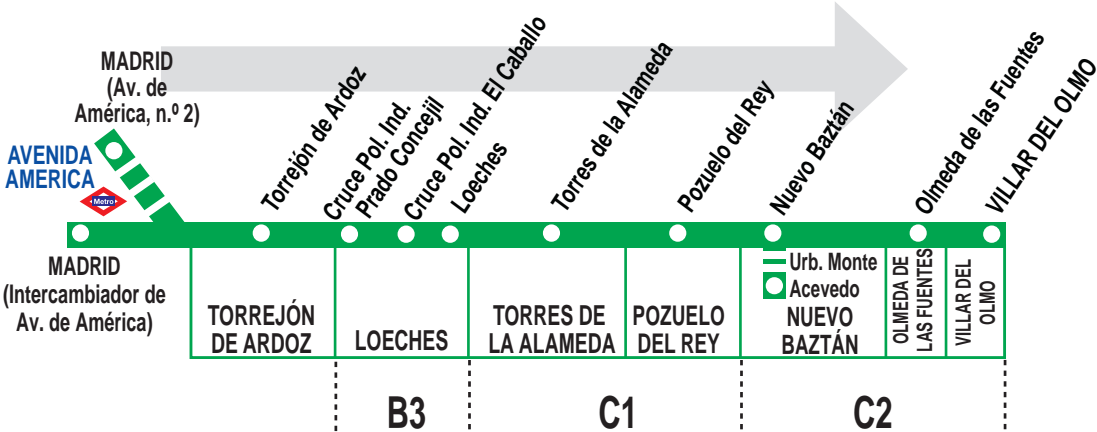 MADRID
(Av. de
América, n.º 2)
AVENIDA
AMERICA
Metro
MADRID
(Intercambiador de
Av. de América)
Torrejón de Ardoz
Cruce Pol. Ind.
Prado Concejil
Cruce Pol. Ind. El Caballo
Loeches
Torres de la Alameda
Pozuelo del Rey
Nuevo Baztán
Olmeda de las Fuentes
VILLAR DEL OLMO
Urb. Monte
Acevedo
TORREJÓN
DE ARDOZ
LOECHES
TORRES DE
LA ALAMEDA
POZUELO
DEL REY
NUEVO
BAZTÁN
OLMEDA DE
LAS FUENTES
VILLAR DEL
OLMO
B3
C1
C2